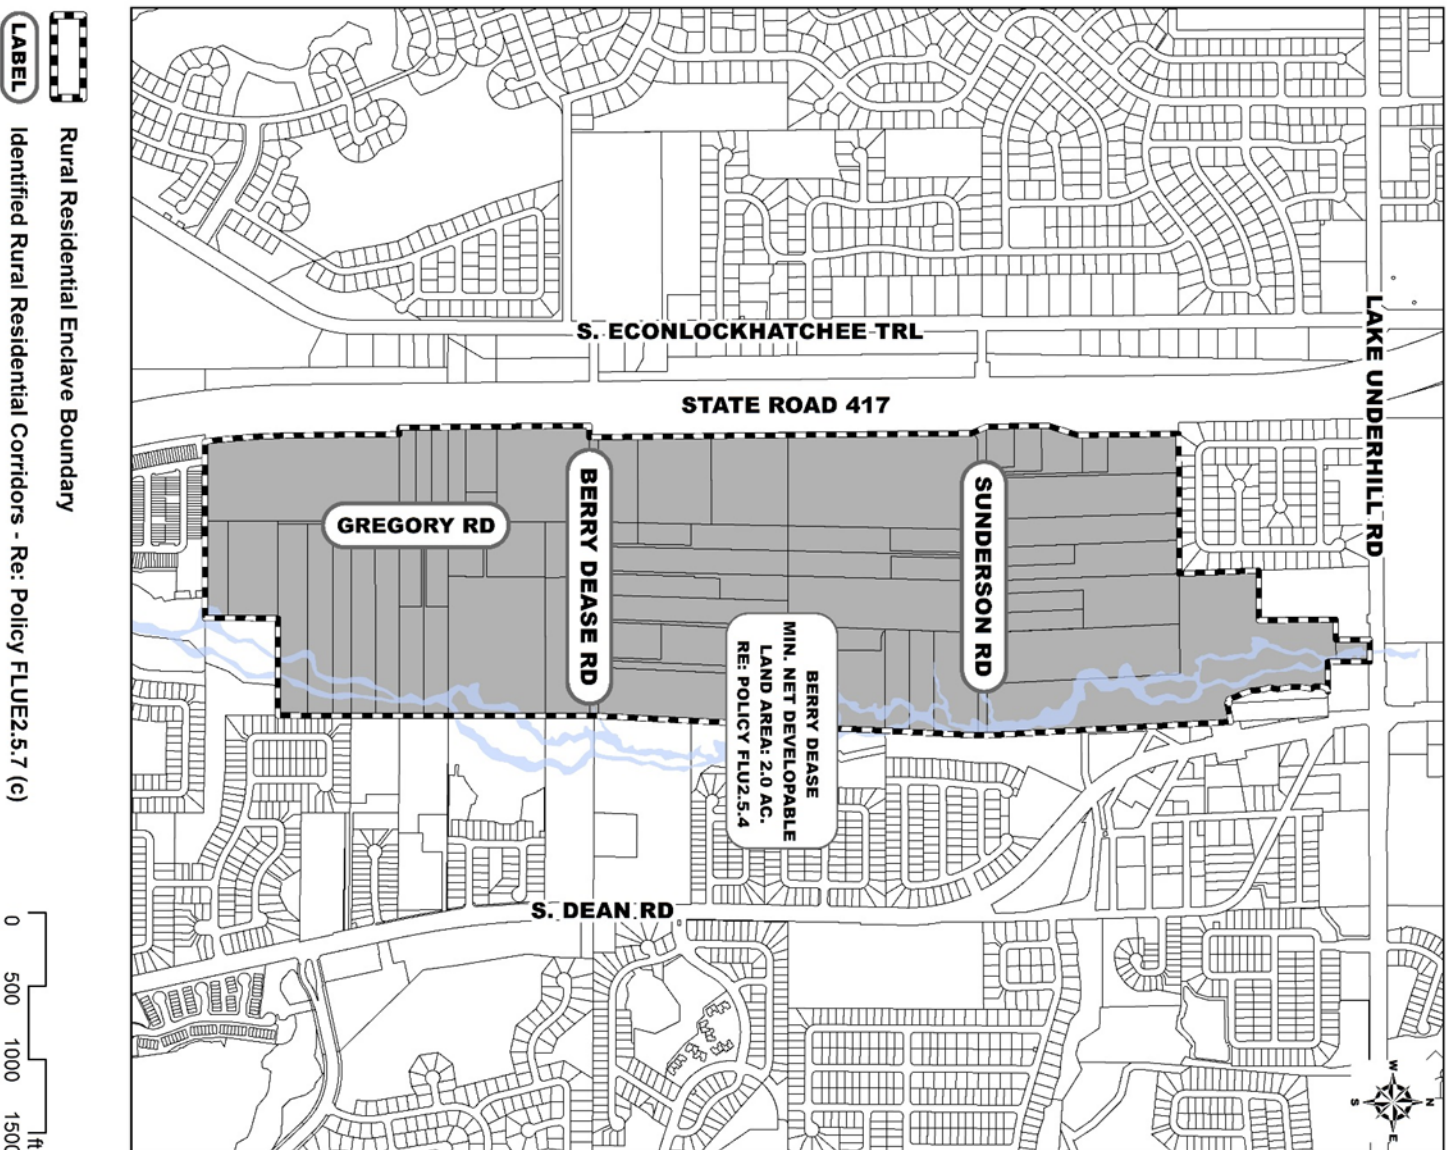 S. ECONLOCKHATCHEE TRL
STATE ROAD 417
LAKE UNDERHILL RD
GREGORY RD
BERRY DEASE RD
SUNDERSON RD
BERRY DEASE
MIN. NET DEVELOPABLE
LAND AREA: 2.0 AC.
RE: POLICY FLU2.5.4
S. DEAN RD
N
W
E
S
Rural Residential Enclave Boundary
LABEL Identified Rural Residential Corridors - Re: Policy FLUE2.5.7 (c)
0 500 1000 1500 ft